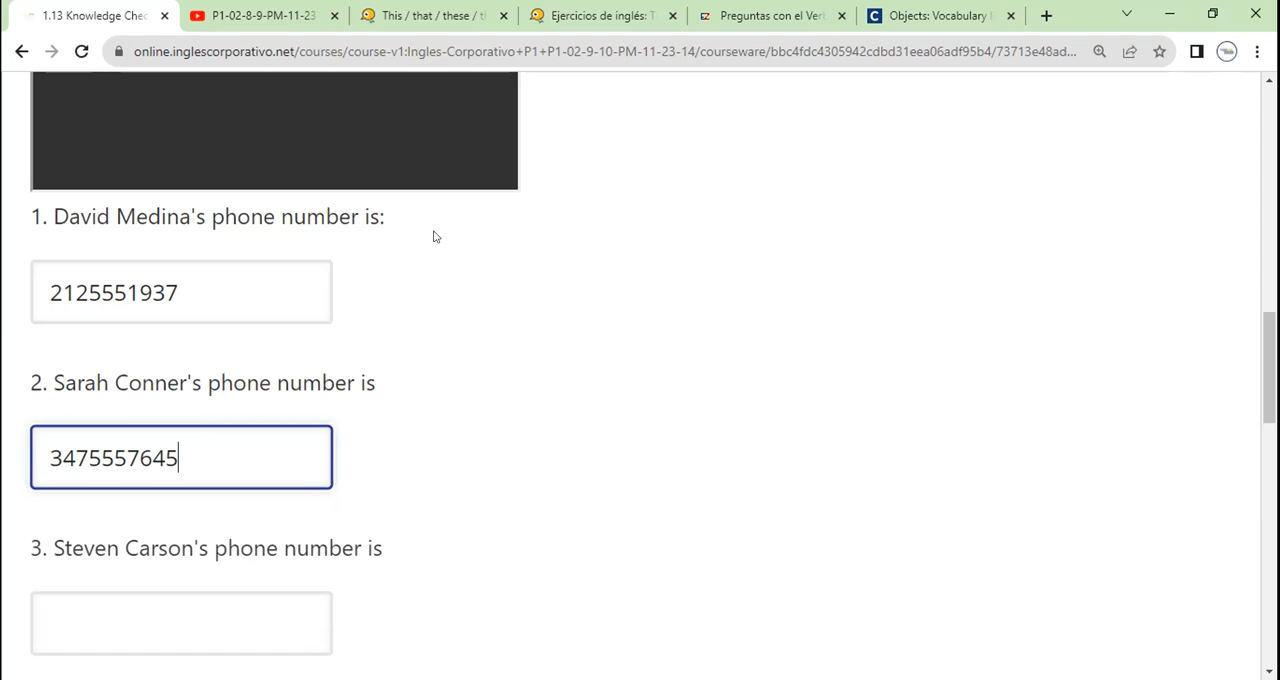 1.13 Knowledge Chec
P1-02-8-9-PM-11-23
This / that / these / t
Ejercicios de inglés: T
Preguntas con el Ver
Objects: Vocabulary
online.inglescorporativo.net/courses/course-v1:Ingles-Corporativo+P1+P1-02-9-10-PM-11-23-14/courseware/bbc4fdc4305942cdbd31eea06adf95b4/73713e48ad...
1. David Medina's phone number is:
2125551937
2. Sarah Conner's phone number is
3475557645
3. Steven Carson's phone number is